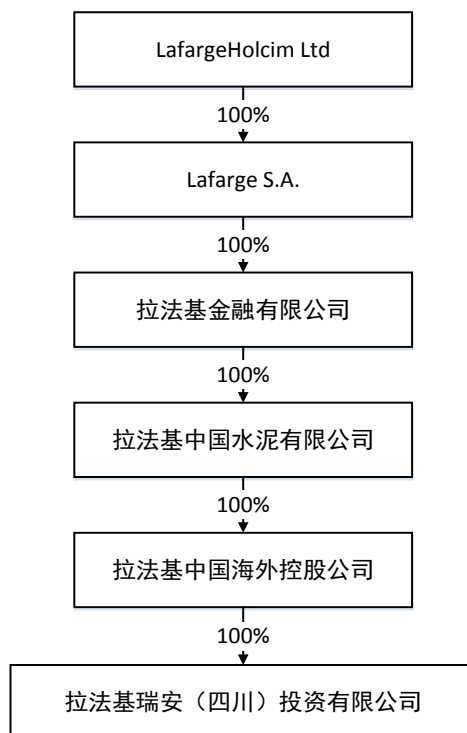 LafargeHolcim Ltd
100%
Lafarge S.A.
100%
拉法基金融有限公司
100%
拉法基中国水泥有限公司
100%
拉法基中国海外控股公司
100%
拉法基瑞安（四川）投资有限公司